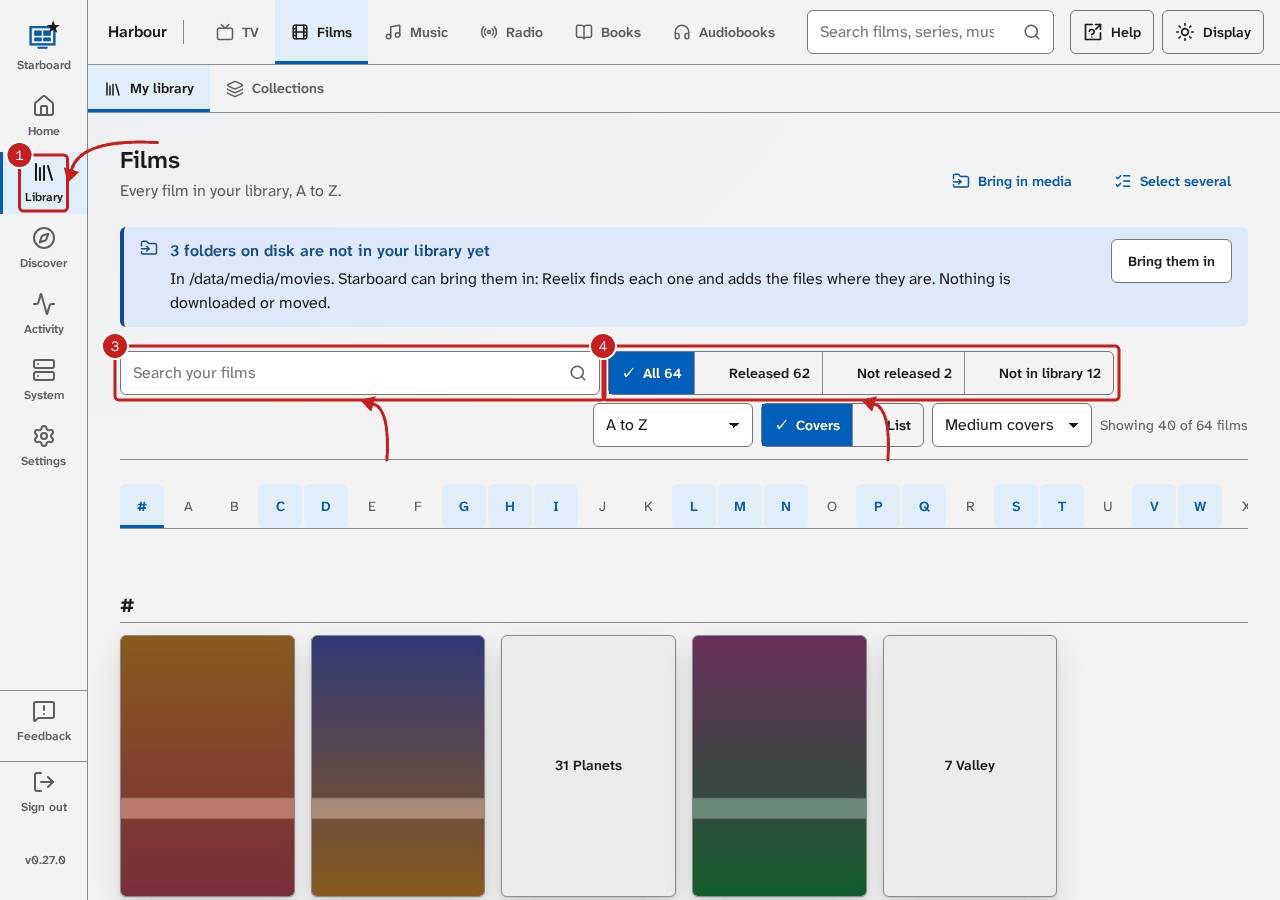 Starboard
Home
Library
Discover
Activity
System
Settings
Feedback
Sign out
v0.27.0
Harbour
TV
Films
Music
Radio
Books
Audiobooks
Search films, series, mus
Help
Display
My library
Collections
1
Films
Every film in your library, A to Z.
Bring in media
Select several
3 folders on disk are not in your library yet
In /data/media/movies. Starboard can bring them in: Reelix finds each one and adds the files where they are. Nothing is
downloaded or moved.
Bring them in
3
4
Search your films
✓ All 64
Released 62
Not released 2
Not in library 12
A to Z
✓ Covers
List
Medium covers
Showing 40 of 64 films
# A B C D E F G H I J K L M N O P Q R S T U V W X
#
31 Planets
7 Valley